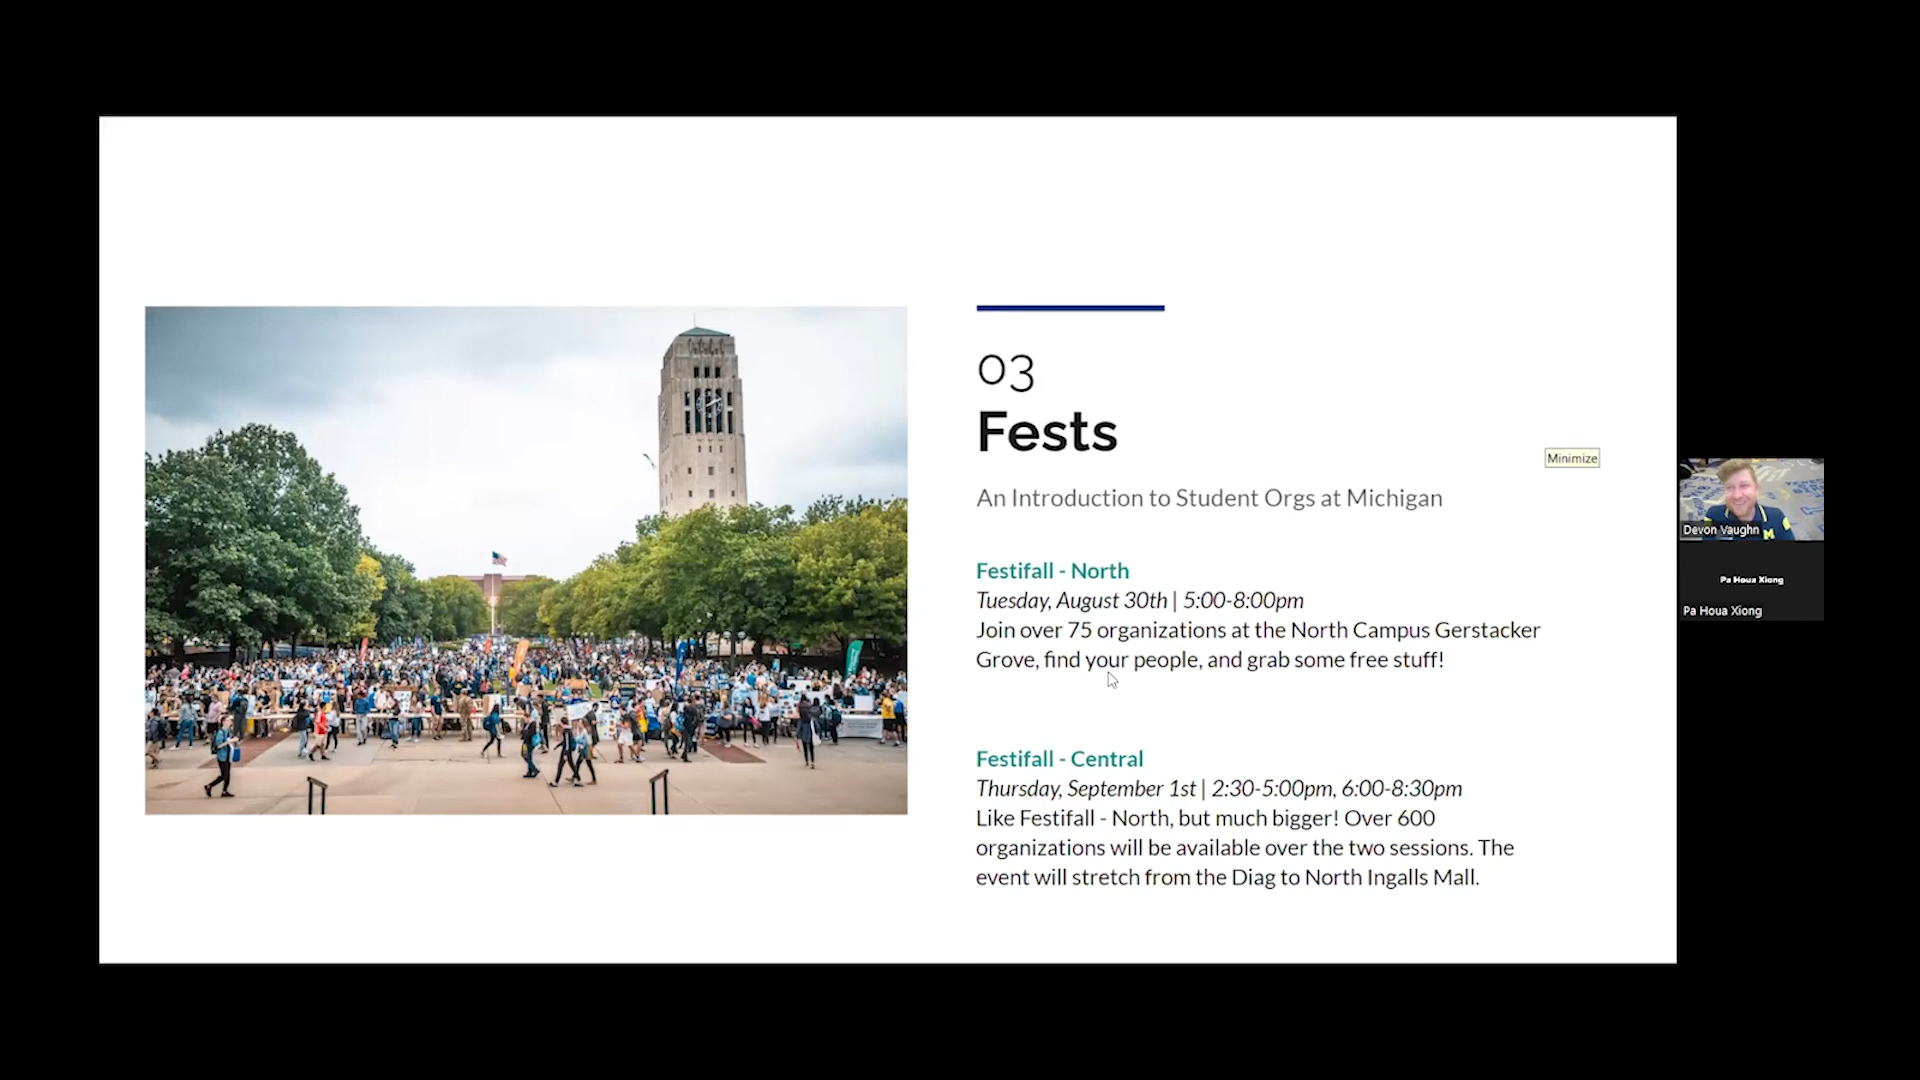 03
Fests
An Introduction to Student Orgs at Michigan
Festifall - North
Tuesday, August 30th | 5:00-8:00pm
Join over 75 organizations at the North Campus Gerstacker
Grove, find your people, and grab some free stuff!
Festifall - Central
Thursday, September 1st | 2:30-5:00pm, 6:00-8:30pm
Like Festifall - North, but much bigger! Over 600
organizations will be available over the two sessions. The
event will stretch from the Diag to North Ingalls Mall.
Minimize
Devon Vaughn
M
Pa Houa Xiong
Pa Houa Xiong